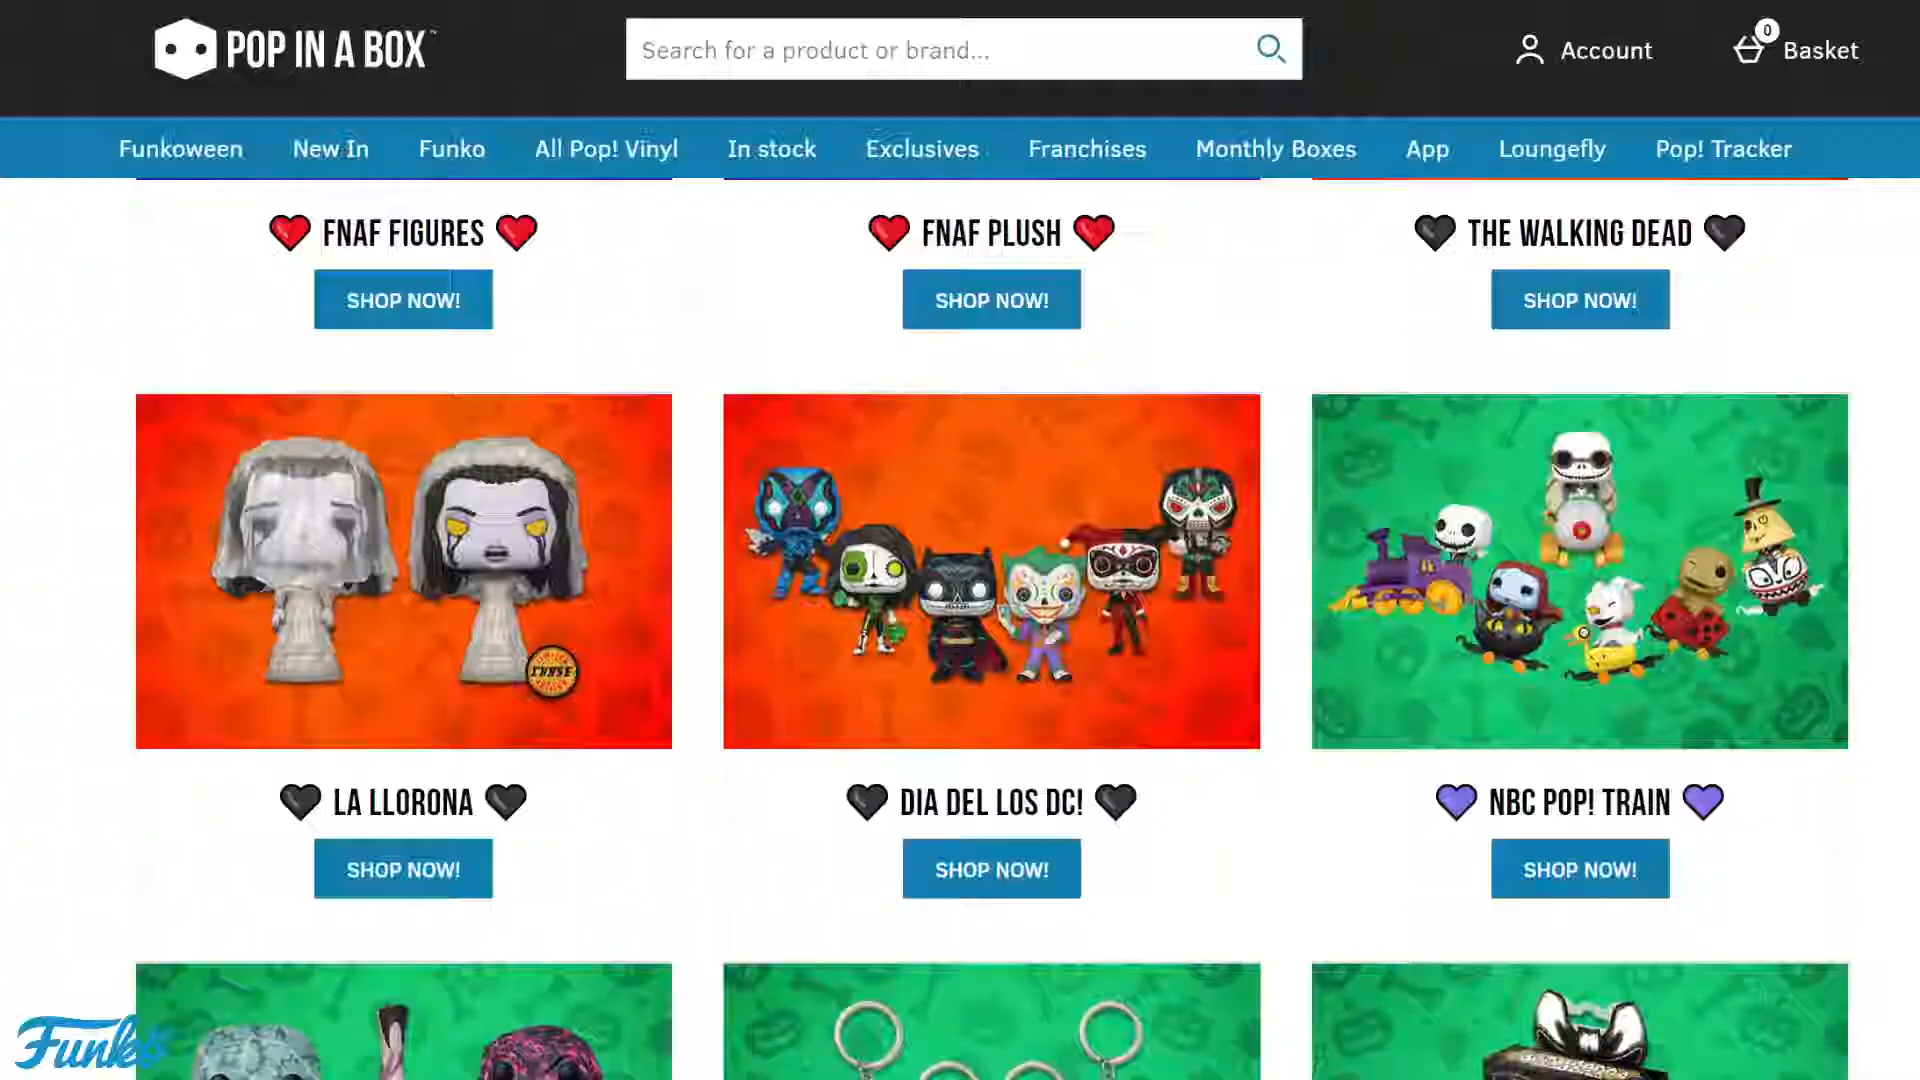 POP IN A BOX™
Search for a product or brand...
Account
0
Basket
Funkoween
New In
Funko
All Pop! Vinyl
In stock
Exclusives
Franchises
Monthly Boxes
App
Loungefly
Pop! Tracker
FNAF FIGURES
FNAF PLUSH
THE WALKING DEAD
SHOP NOW!
SHOP NOW!
SHOP NOW!
LIMITED
CHASE
EDITION
LA LLORONA
DIA DEL LOS DC!
NBC POP! TRAIN
SHOP NOW!
SHOP NOW!
SHOP NOW!
Funko